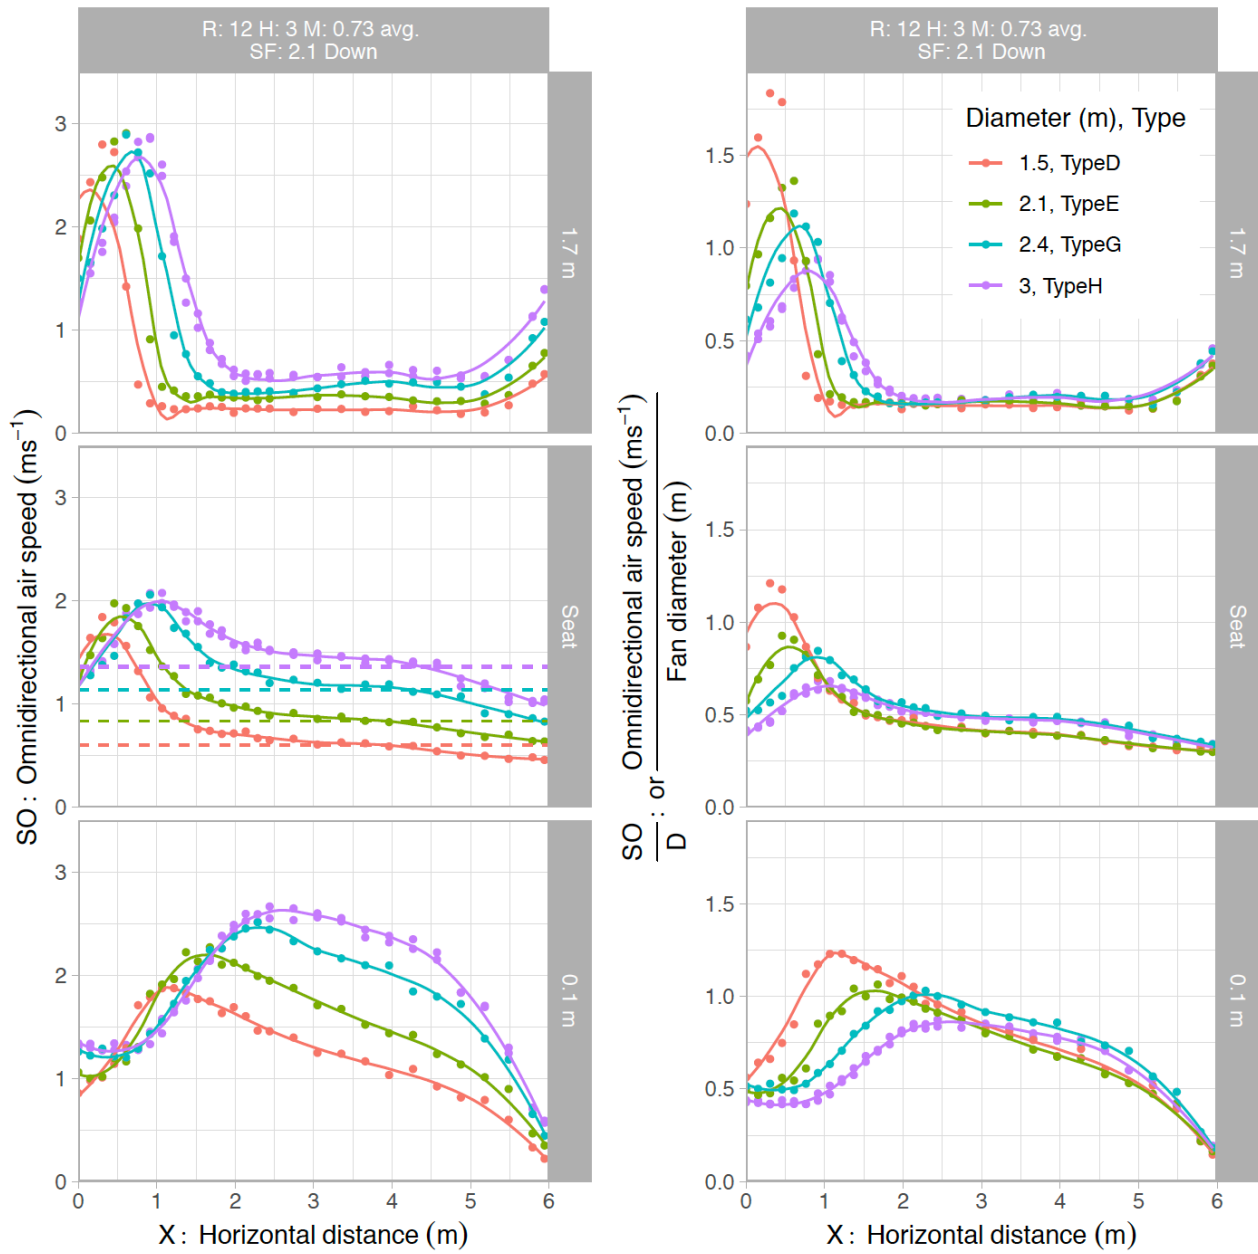 R: 12 H: 3 M: 0.73 avg.
SF: 2.1 Down
3
2
1
0
1.7 m
3
2
1
0
Seat
3
2
1
0
0.1 m
0 1 2 3 4 5 6
X : Horizontal distance (m)
SO : Omnidirectional air speed (ms⁻¹)
R: 12 H: 3 M: 0.73 avg.
SF: 2.1 Down
Diameter (m), Type
1.5, TypeD
2.1, TypeE
2.4, TypeG
3, TypeH
1.5
1.0
0.5
0.0
1.7 m
1.5
1.0
0.5
0.0
Seat
1.5
1.0
0.5
0.0
0.1 m
0 1 2 3 4 5 6
X : Horizontal distance (m)
SO
D
: or
Omnidirectional air speed (ms⁻¹)
Fan diameter (m)